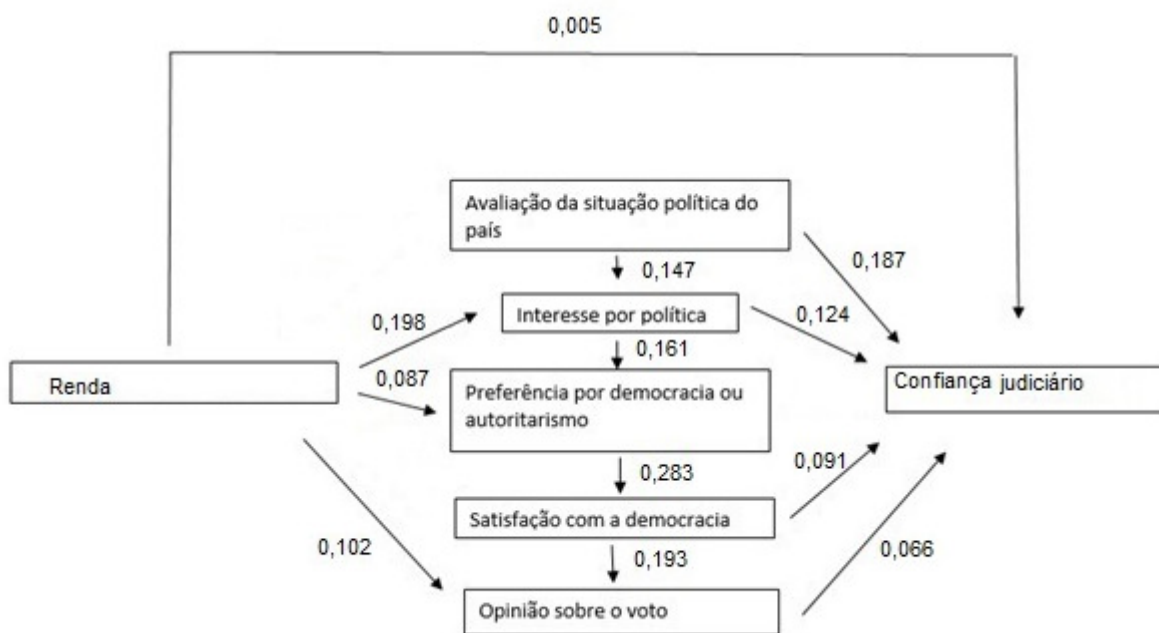 0,005
Avaliação da situação política do
país
0,187
0,147
Interesse por política
0,198
0,124
0,161
Renda
0,087
Preferência por democracia ou
autoritarismo
Confiança judiciário
0,283
0,091
Satisfação com a democracia
0,102
0,193
0,066
Opinião sobre o voto